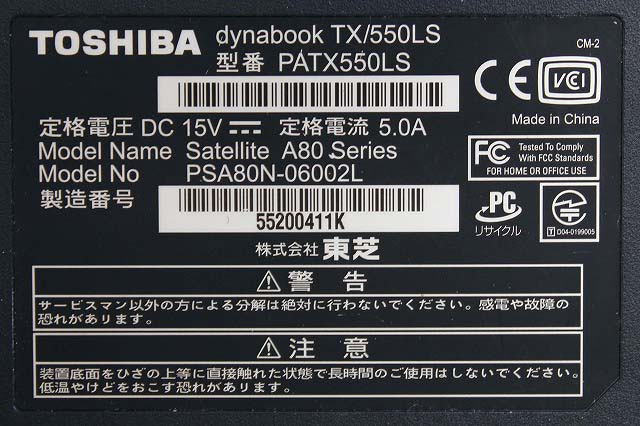 TOSHIBA dynabook TX/550LS
型番 PATX550LS
CM-2
CE VCI
Made in China
定格電圧 DC 15V 定格電流 5.0A
Model Name Satellite A80 Series
Model No PSA80N-06002L
製造番号
55200411K
FC Tested To Comply
With FCC Standards
FOR HOME OR OFFICE USE
PC
リサイクル
T D04-0199005
株式会社 東芝
警告
サービスマン以外の方による分解は絶対に行わないでください。感電や故障の
恐れがあります。
注意
装置底面をひざの上等に直接触れた状態で長時間のご使用はしないでください。
低温やけどをおこす恐れがあります。